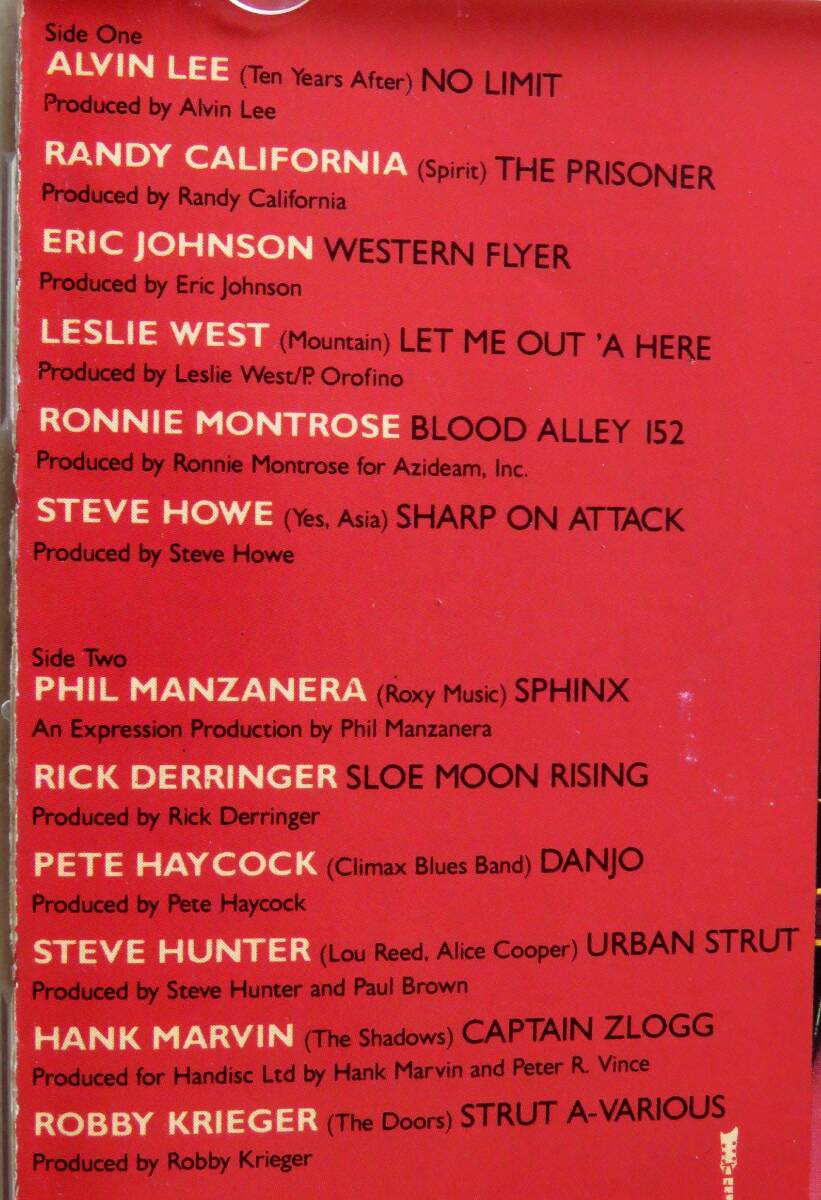 Side One
ALVIN LEE (Ten Years After) NO LIMIT
Produced by Alvin Lee
RANDY CALIFORNIA (Spirit) THE PRISONER
Produced by Randy California
ERIC JOHNSON WESTERN FLYER
Produced by Eric Johnson
LESLIE WEST (Mountain) LET ME OUT 'A HERE
Produced by Leslie West/P. Orofino
RONNIE MONTROSE BLOOD ALLEY 152
Produced by Ronnie Montrose for Azideam, Inc.
STEVE HOWE (Yes, Asia) SHARP ON ATTACK
Produced by Steve Howe
Side Two
PHIL MANZANERA (Roxy Music) SPHINX
An Expression Production by Phil Manzanera
RICK DERRINGER SLOE MOON RISING
Produced by Rick Derringer
PETE HAYCOCK (Climax Blues Band) DANJO
Produced by Pete Haycock
STEVE HUNTER (Lou Reed, Alice Cooper) URBAN STRUT
Produced by Steve Hunter and Paul Brown
HANK MARVIN (The Shadows) CAPTAIN ZLOGG
Produced for Handisc Ltd by Hank Marvin and Peter R. Vince
ROBBY KRIEGER (The Doors) STRUT A-VARIOUS
Produced by Robby Krieger